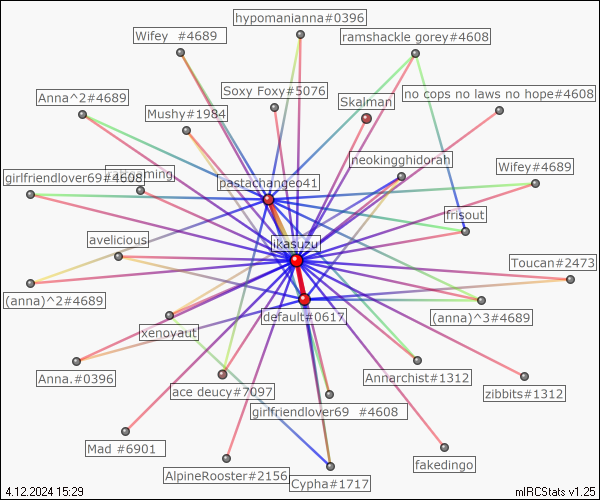 hypomanianna#0396
Wifey   #4689
ramshackle gorey#4608
Anna^2#4689
Soxy Foxy#5076
no cops no laws no hope#4608
Mushy#1984
Skalman
neokingghidorah
girlfriendlover69#4608
pastachangeo41
Wifey#4689
frisout
avelicious
ikasuzu
Toucan#2473
(anna)^2#4689
default#0617
(anna)^3#4689
xenoyaut
Anna.#0396
Annarchist#1312
ace deucy#7097
zibbits#1312
girlfriendlover69   #4608
Mad #6901
AlpineRooster#2156
Cypha#1717
fakedingo
4.12.2024 15:29
mIRCStats v1.25